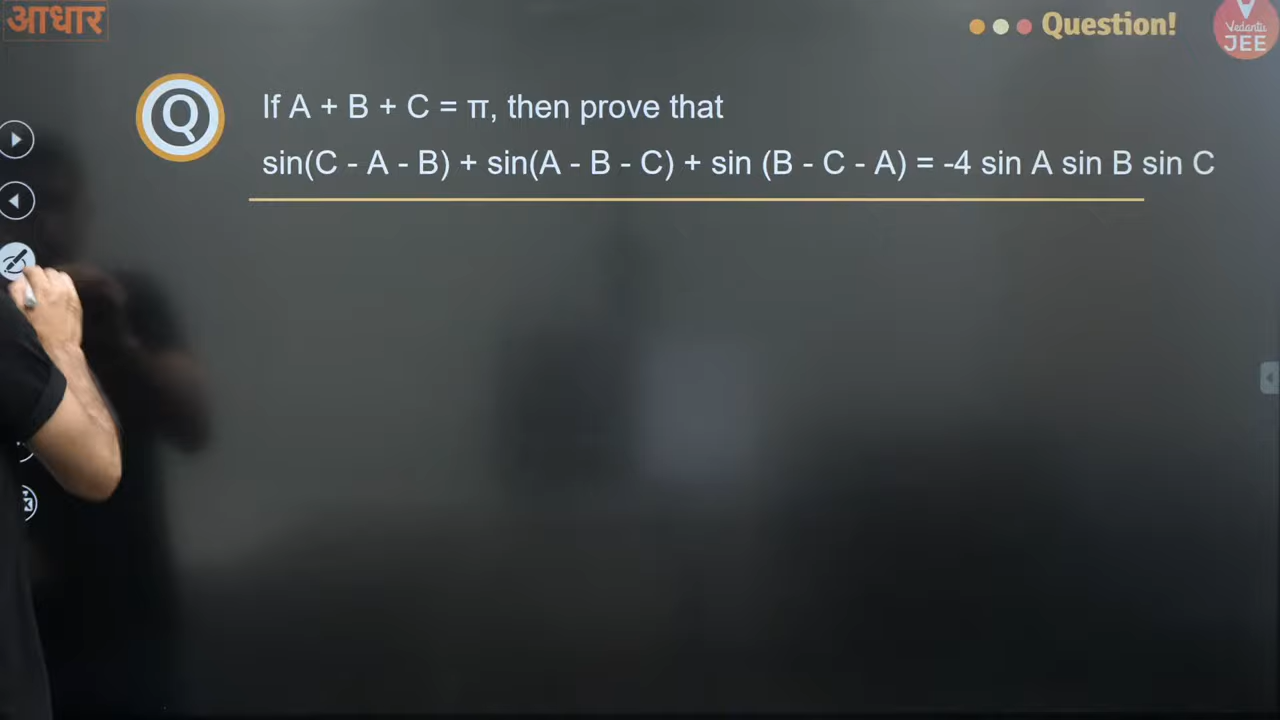 आधार
Question!
Vedantu
JEE
Q
If A + B + C = π, then prove that
sin(C - A - B) + sin(A - B - C) + sin (B - C - A) = -4 sin A sin B sin C